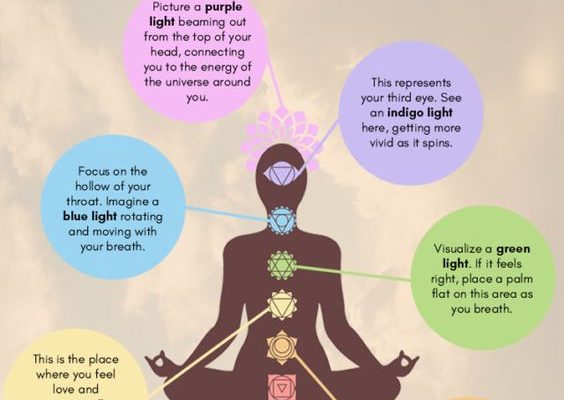 Picture a purple
light beaming out
from the top of your
head, connecting
you to the energy of
the universe around
you.
This represents
your third eye. See
an indigo light
here, getting more
vivid as it spins.
Focus on the
hollow of your
throat. Imagine a
blue light rotating
and moving with
your breath.
Visualize a green
light. If it feels
right, place a palm
flat on this area as
you breath.
This is the place
where you feel
love and